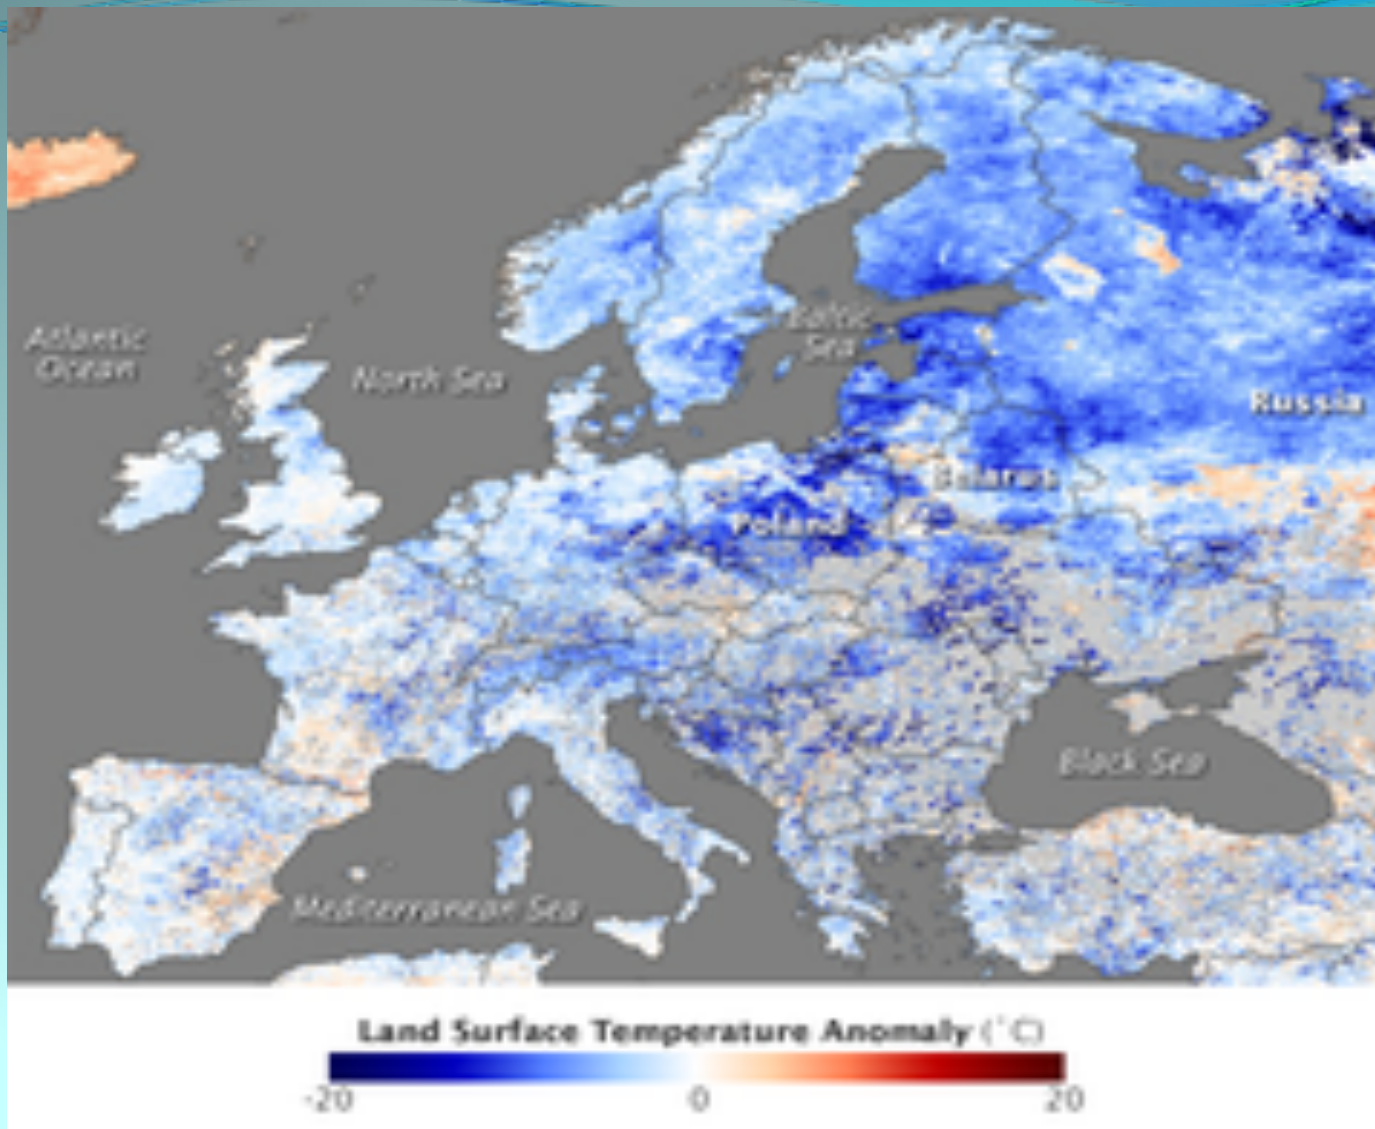 Atlantic
Ocean
North Sea
Baltic
Sea
Russia
Belarus
Poland
Black Sea
Mediterranean Sea
Land Surface Temperature Anomaly (˚C)
-20 0 20